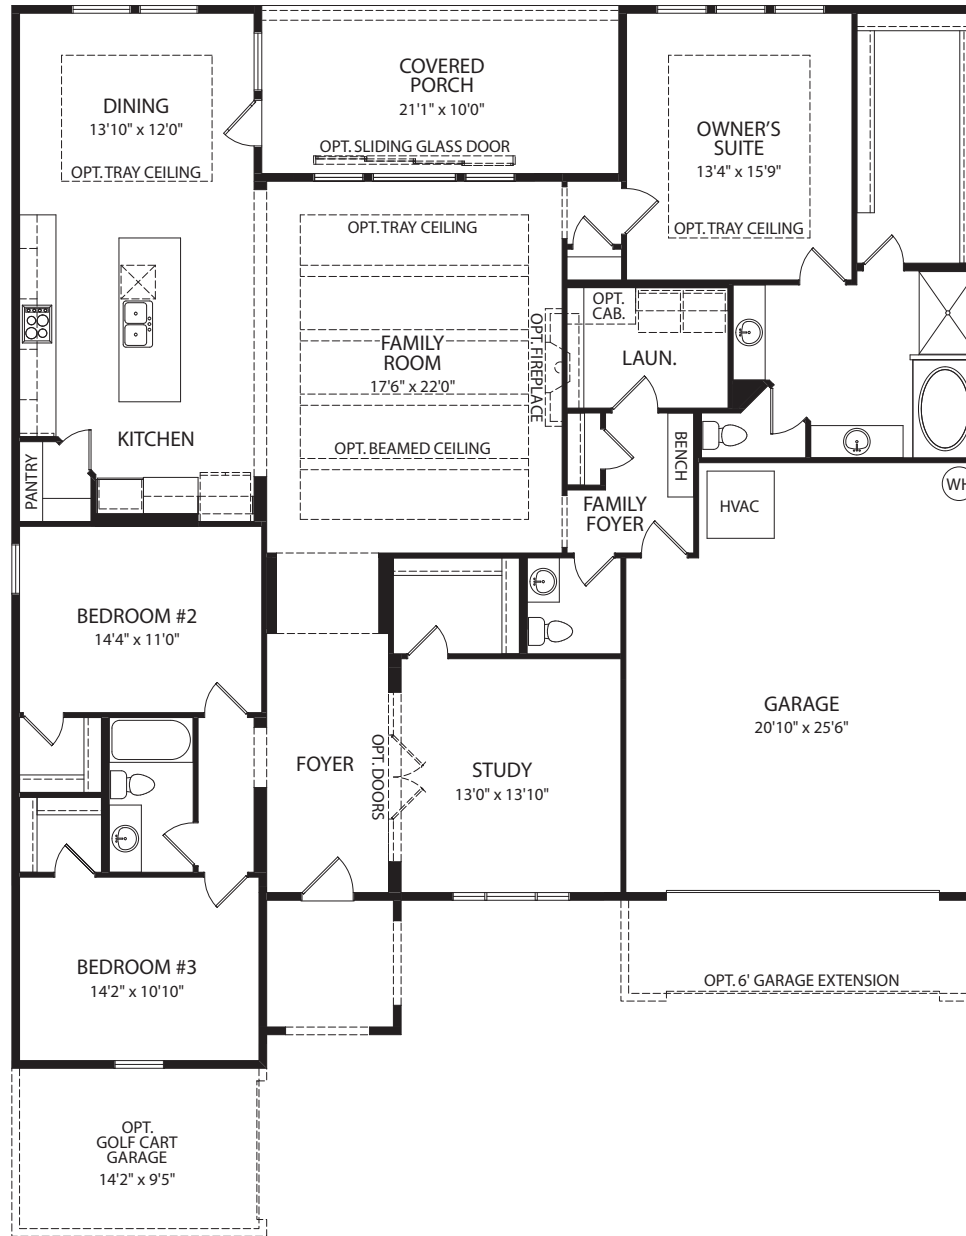 DINING
13'10" x 12'0"
OPT. TRAY CEILING
COVERED
PORCH
21'1" x 10'0"
OPT. SLIDING GLASS DOOR
OWNER'S
SUITE
13'4" x 15'9"
OPT. TRAY CEILING
OPT. TRAY CEILING
FAMILY
ROOM
17'6" x 22'0"
OPT. BEAMED CEILING
OPT. FIREPLACE
OPT.
CAB.
LAUN.
KITCHEN
PANTRY
BENCH
FAMILY
FOYER
HVAC
WH
BEDROOM #2
14'4" x 11'0"
FOYER
OPT. DOORS
STUDY
13'0" x 13'10"
GARAGE
20'10" x 25'6"
BEDROOM #3
14'2" x 10'10"
OPT. 6' GARAGE EXTENSION
OPT.
GOLF CART
GARAGE
14'2" x 9'5"